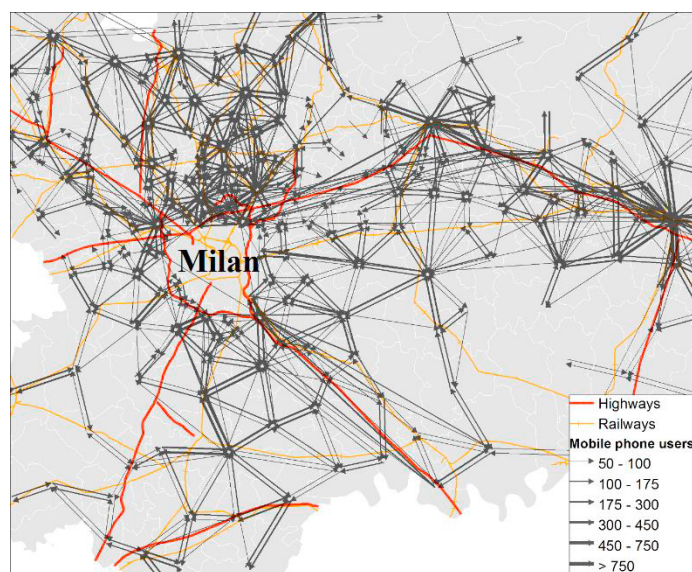 Milan
Highways
Railways
Mobile phone users
50 - 100
100 - 175
175 - 300
300 - 450
450 - 750
> 750